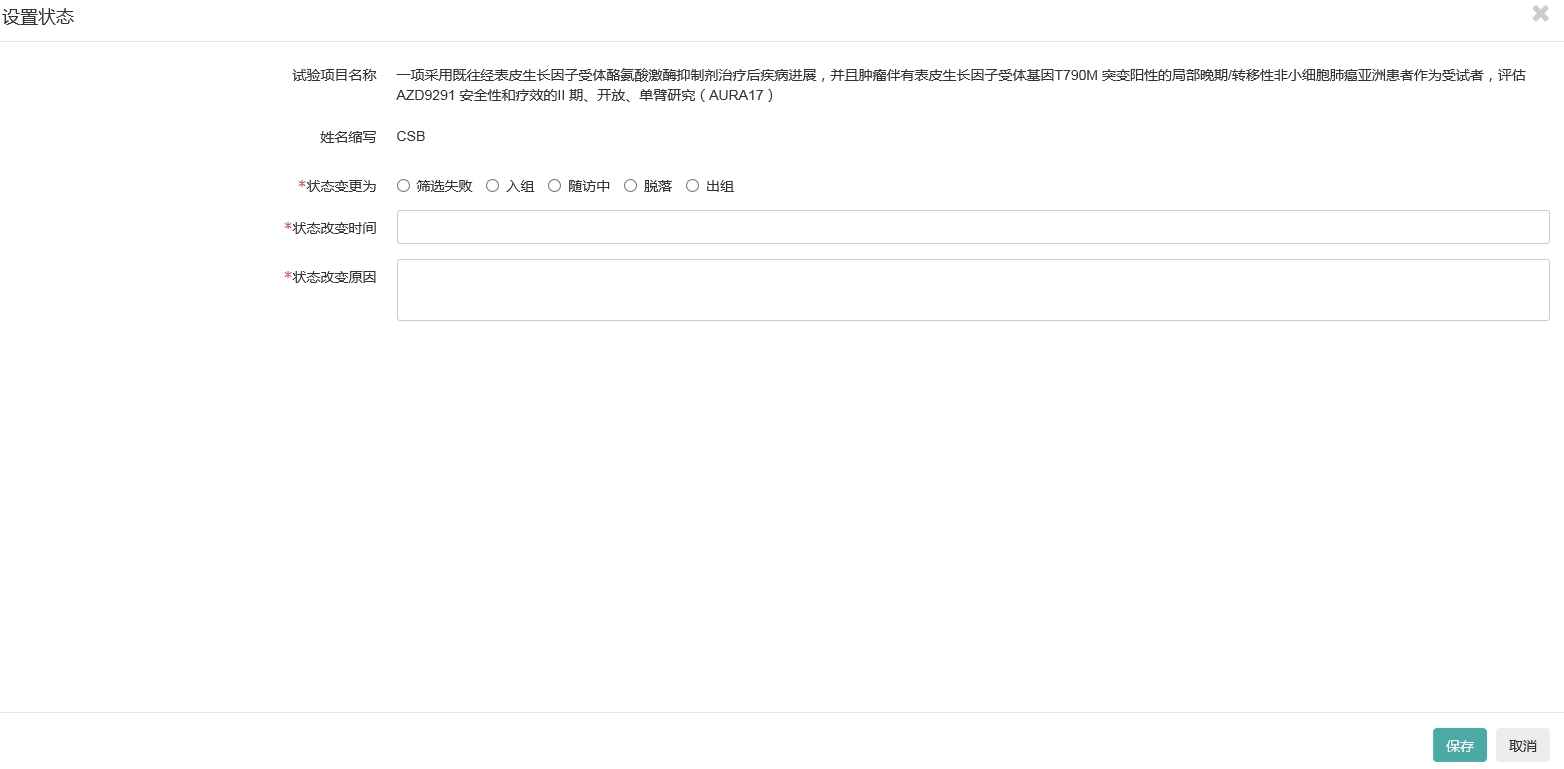 设置状态
试验项目名称 一项采用既往经表皮生长因子受体酪氨酸激酶抑制剂治疗后疾病进展，并且肿瘤伴有表皮生长因子受体基因T790M 突变阳性的局部晚期/转移性非小细胞肺癌亚洲患者作为受试者，评估
AZD9291 安全性和疗效的II 期、开放、单臂研究（AURA17）
姓名缩写 CSB
*状态变更为 筛选失败 入组 随访中 脱落 出组
*状态改变时间
*状态改变原因
保存 取消